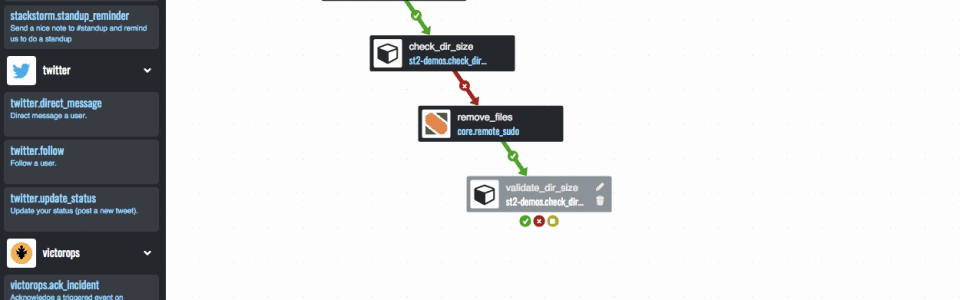 stackstorm.standup_reminder
Send a nice note to #standup and remind
us to do a standup
twitter
twitter.direct_message
Direct message a user.
twitter.follow
Follow a user.
twitter.update_status
Update your status (post a new tweet).
victorops
victorops.ack_incident
Acknowledge a triggered event on
check_dir_size
st2-demos.check_dir...
remove_files
core.remote_sudo
validate_dir_size
st2-demos.check_dir...